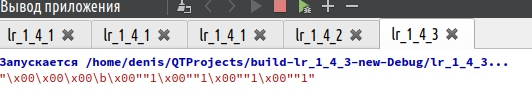 Вывод приложения
lr_1_4_1 lr_1_4_1 lr_1_4_1 lr_1_4_2 lr_1_4_3
Запускается /home/denis/QTProjects/build-lr_1_4_3-new-Debug/lr_1_4_3...
"\x00\x00\x00\b\x00""1\x00""1\x00""1\x00""1"